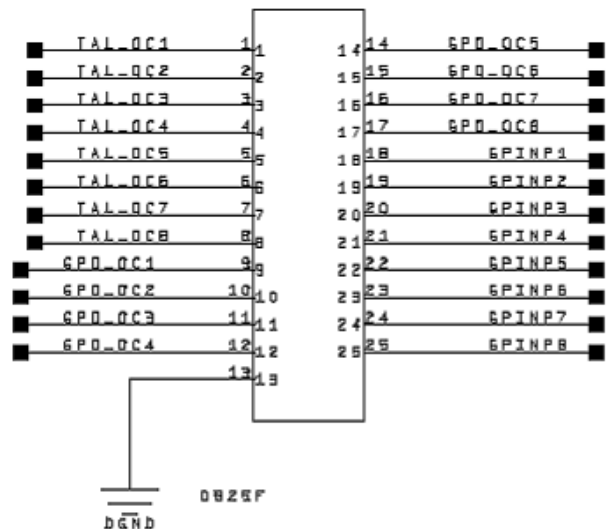 TAL_OC1 1 1 14 14 GPO_OC5
TAL_OC2 2 2 15 15 GPO_OC6
TAL_OC3 3 3 16 16 GPO_OC7
TAL_OC4 4 4 17 17 GPO_OC8
TAL_OC5 5 5 18 18 GPINP1
TAL_OC6 6 6 19 19 GPINP2
TAL_OC7 7 7 20 20 GPINP3
TAL_OC8 8 8 21 21 GPINP4
GPO_OC1 9 9 22 22 GPINP5
GPO_OC2 10 10 23 23 GPINP6
GPO_OC3 11 11 24 24 GPINP7
GPO_OC4 12 12 25 25 GPINP8
13 13
DB25F
DGND